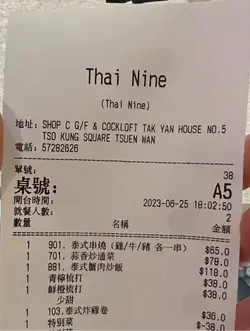 Thai Nine
(Thai Nine)
地址: SHOP C G/F & COCKLOFT TAK YAN HOUSE NO.5
TSO KUNG SQUARE TSUEN WAN
電話: 57282626
單號: 38
桌號: A5
開台時間: 2023-06-25 18:02:50
就餐人數: 2
數量 名稱 金額
1 901. 泰式串燒 (雞/牛/豬 各一串) $65.0
1 701. 蒜香炒通菜 $78.0
1 881. 泰式蟹肉炒飯 $118.0
1 青檸梳打 $38.0
1 鮮橙梳打 $38.0
少甜
1 103. 泰式炸雞卷 $36.0
1 特別菜 $-38.0